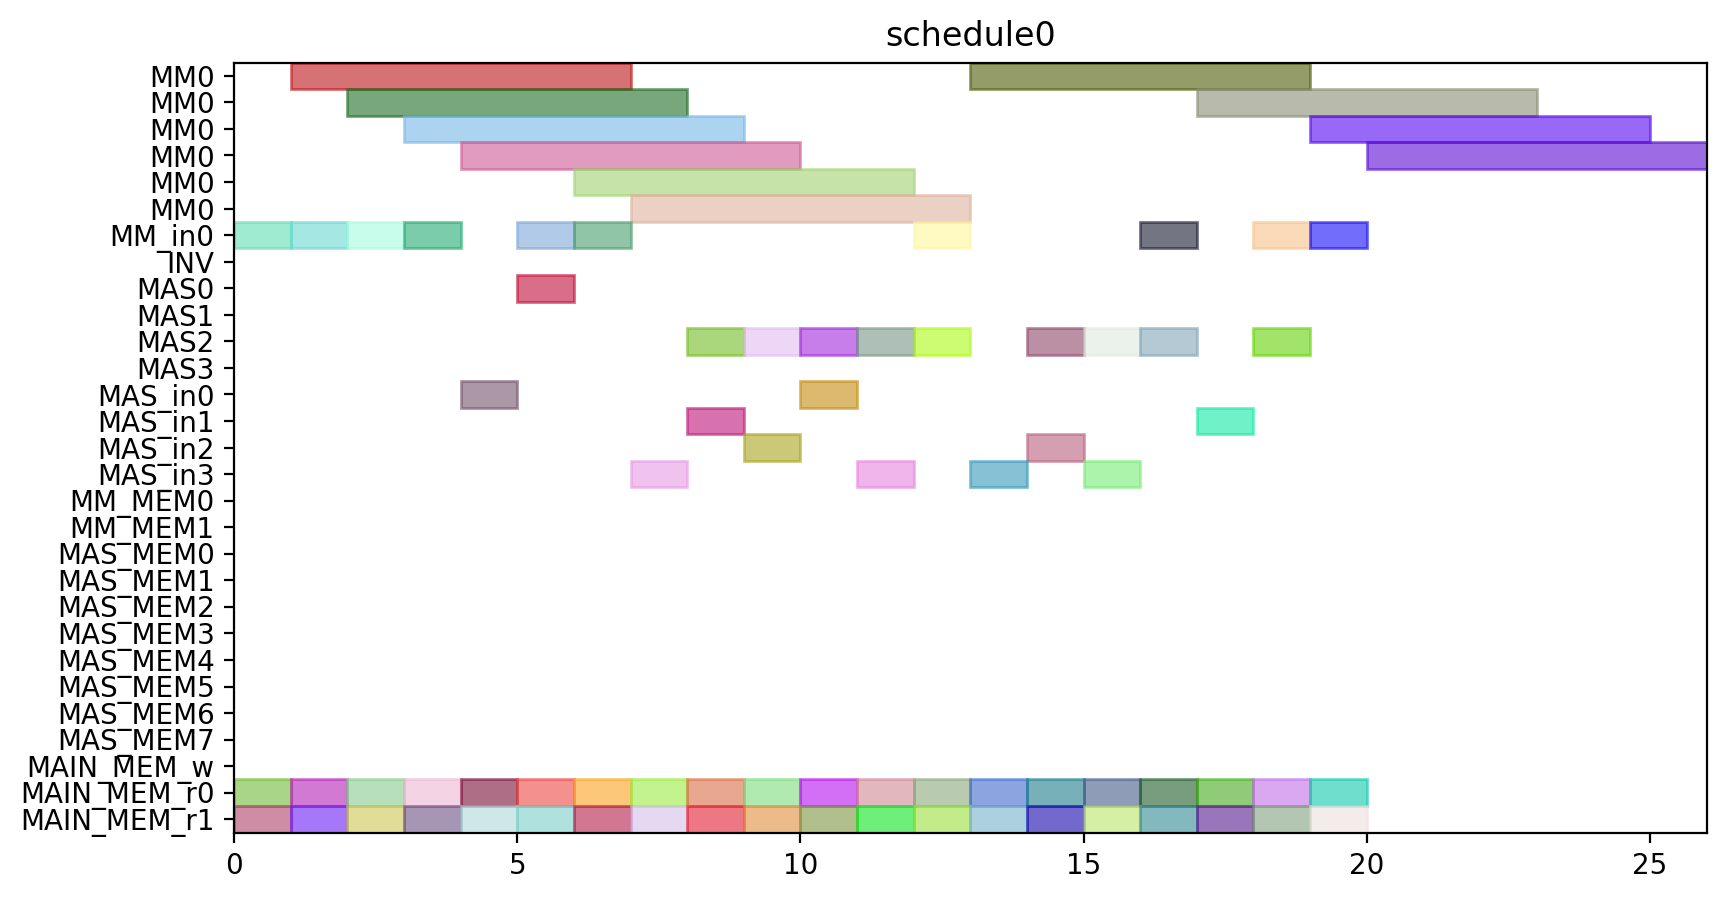 schedule0
MM0
MM0
MM0
MM0
MM0
MM0
MM_in0
INV
MAS0
MAS1
MAS2
MAS3
MAS_in0
MAS_in1
MAS_in2
MAS_in3
MM_MEM0
MM_MEM1
MAS_MEM0
MAS_MEM1
MAS_MEM2
MAS_MEM3
MAS_MEM4
MAS_MEM5
MAS_MEM6
MAS_MEM7
MAIN_MEM_w
MAIN_MEM_r0
MAIN_MEM_r1
0 5 10 15 20 25